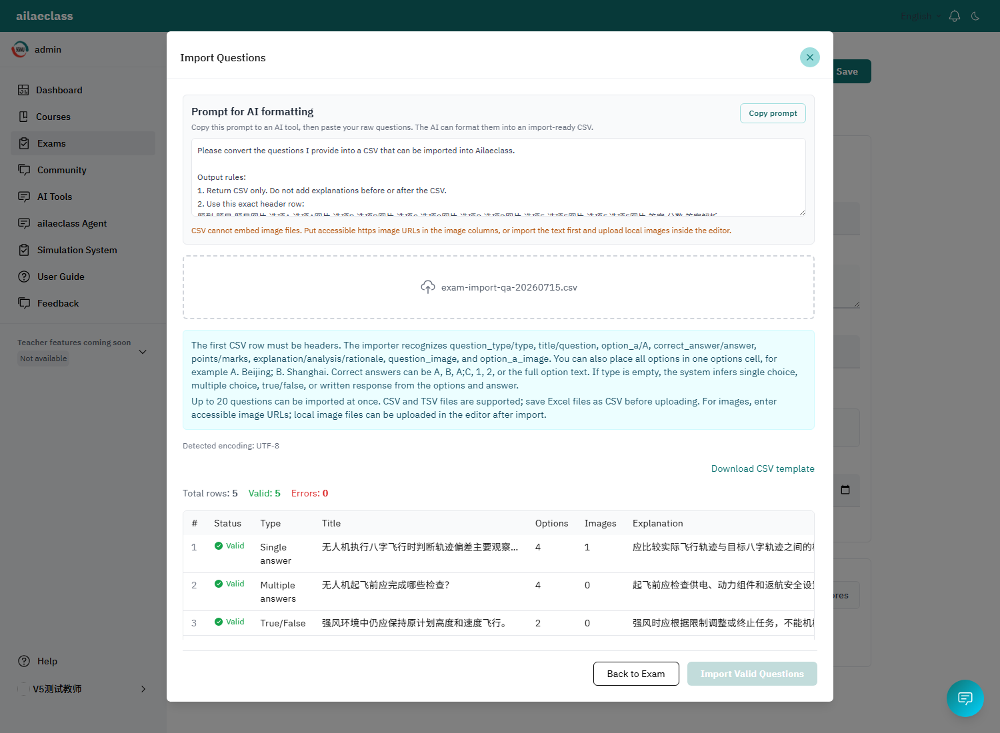 ailaeclass
English
admin
Dashboard
Courses
Exams
Community
AI Tools
ailaeclass Agent
Simulation System
User Guide
Feedback
Teacher features coming soon
Not available
Help
V5测试教师
Save
Import Questions
Prompt for AI formatting
Copy prompt
Copy this prompt to an AI tool, then paste your raw questions. The AI can format them into an import-ready CSV.
Please convert the questions I provide into a CSV that can be imported into Ailaeclass.
Output rules:
1. Return CSV only. Do not add explanations before or after the CSV.
2. Use this exact header row:
CSV cannot embed image files. Put accessible https image URLs in the image columns, or import the text first and upload local images inside the editor.
exam-import-qa-20260715.csv
The first CSV row must be headers. The importer recognizes question_type/type, title/question, option_a/A, correct_answer/answer,
points/marks, explanation/analysis/rationale, question_image, and option_a_image. You can also place all options in one options cell, for
example A. Beijing; B. Shanghai. Correct answers can be A, B, A;C, 1, 2, or the full option text. If type is empty, the system infers single choice,
multiple choice, true/false, or written response from the options and answer.
Up to 20 questions can be imported at once. CSV and TSV files are supported; save Excel files as CSV before uploading. For images, enter
accessible image URLs; local image files can be uploaded in the editor after import.
Detected encoding: UTF-8
Download CSV template
Total rows: 5 Valid: 5 Errors: 0
# Status Type Title Options Images Explanation
1 Valid Single answer 无人机执行八字飞行时判断轨迹偏差主要观察... 4 1 应比较实际飞行轨迹与目标八字轨迹之间的
2 Valid Multiple answers 无人机起飞前应完成哪些检查？ 4 0 起飞前应检查供电、动力组件和返航安全设
3 Valid True/False 强风环境中仍应保持原计划高度和速度飞行。 2 0 强风时应根据限制调整或终止任务，不能机
Back to Exam
Import Valid Questions